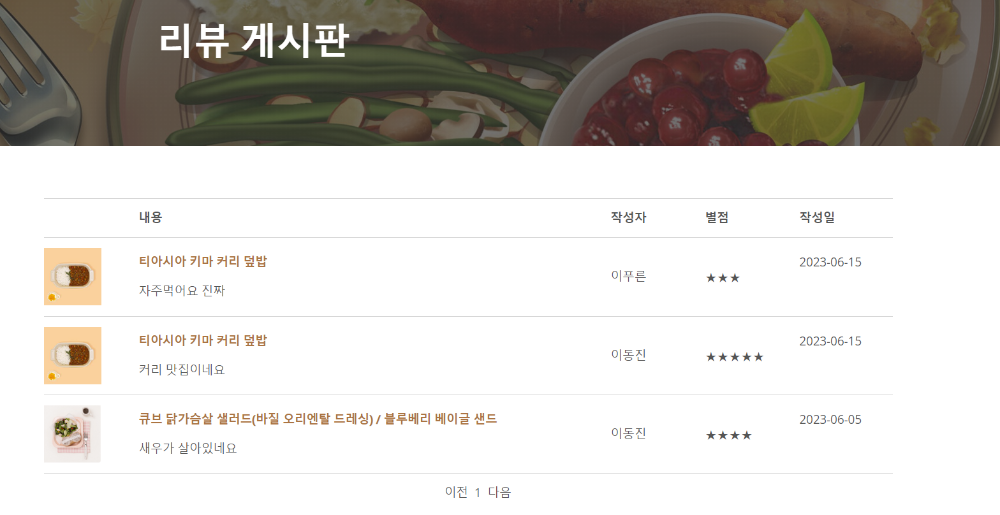 리뷰 게시판
내용 작성자 별점 작성일
티아시아 키마 커리 덮밥
자주먹어요 진짜
이푸른
★★★
2023-06-15
티아시아 키마 커리 덮밥
커리 맛집이네요
이동진
★★★★★
2023-06-15
큐브 닭가슴살 샐러드(바질 오리엔탈 드레싱) / 블루베리 베이글 샌드
새우가 살아있네요
이동진
★★★★
2023-06-05
이전 1 다음